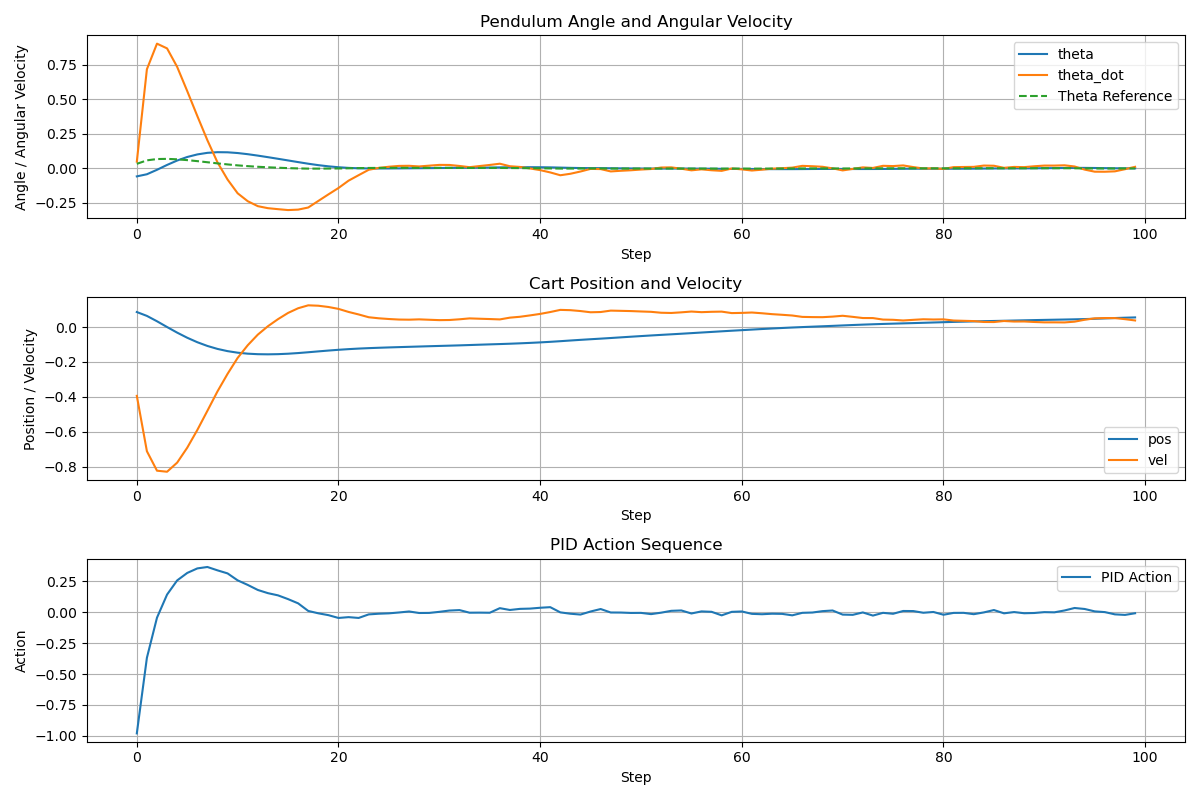 Pendulum Angle and Angular Velocity
Angle / Angular Velocity
0.75
0.50
0.25
0.00
−0.25
theta
theta_dot
Theta Reference
0 20 40 60 80 100
Step
Cart Position and Velocity
Position / Velocity
0.0
−0.2
−0.4
−0.6
−0.8
pos
vel
0 20 40 60 80 100
Step
PID Action Sequence
Action
0.25
0.00
−0.25
−0.50
−0.75
−1.00
PID Action
0 20 40 60 80 100
Step